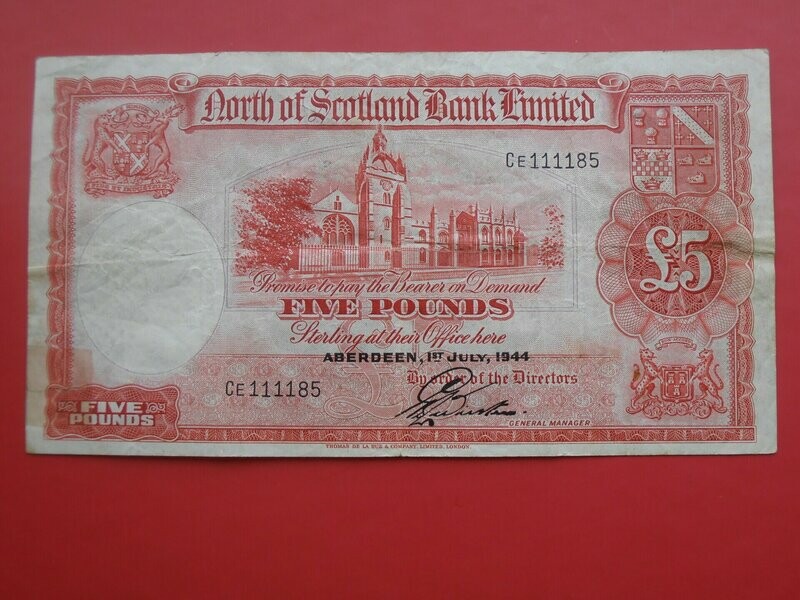 North of Scotland Bank Limited
CE111185
£5
Promise to pay the Bearer on Demand
FIVE POUNDS
Sterling at their Office here
ABERDEEN, 1ST JULY, 1944
CE111185
By order of the Directors
GENERAL MANAGER
FIVE
POUNDS
THOMAS DE LA RUE & COMPANY, LIMITED, LONDON.